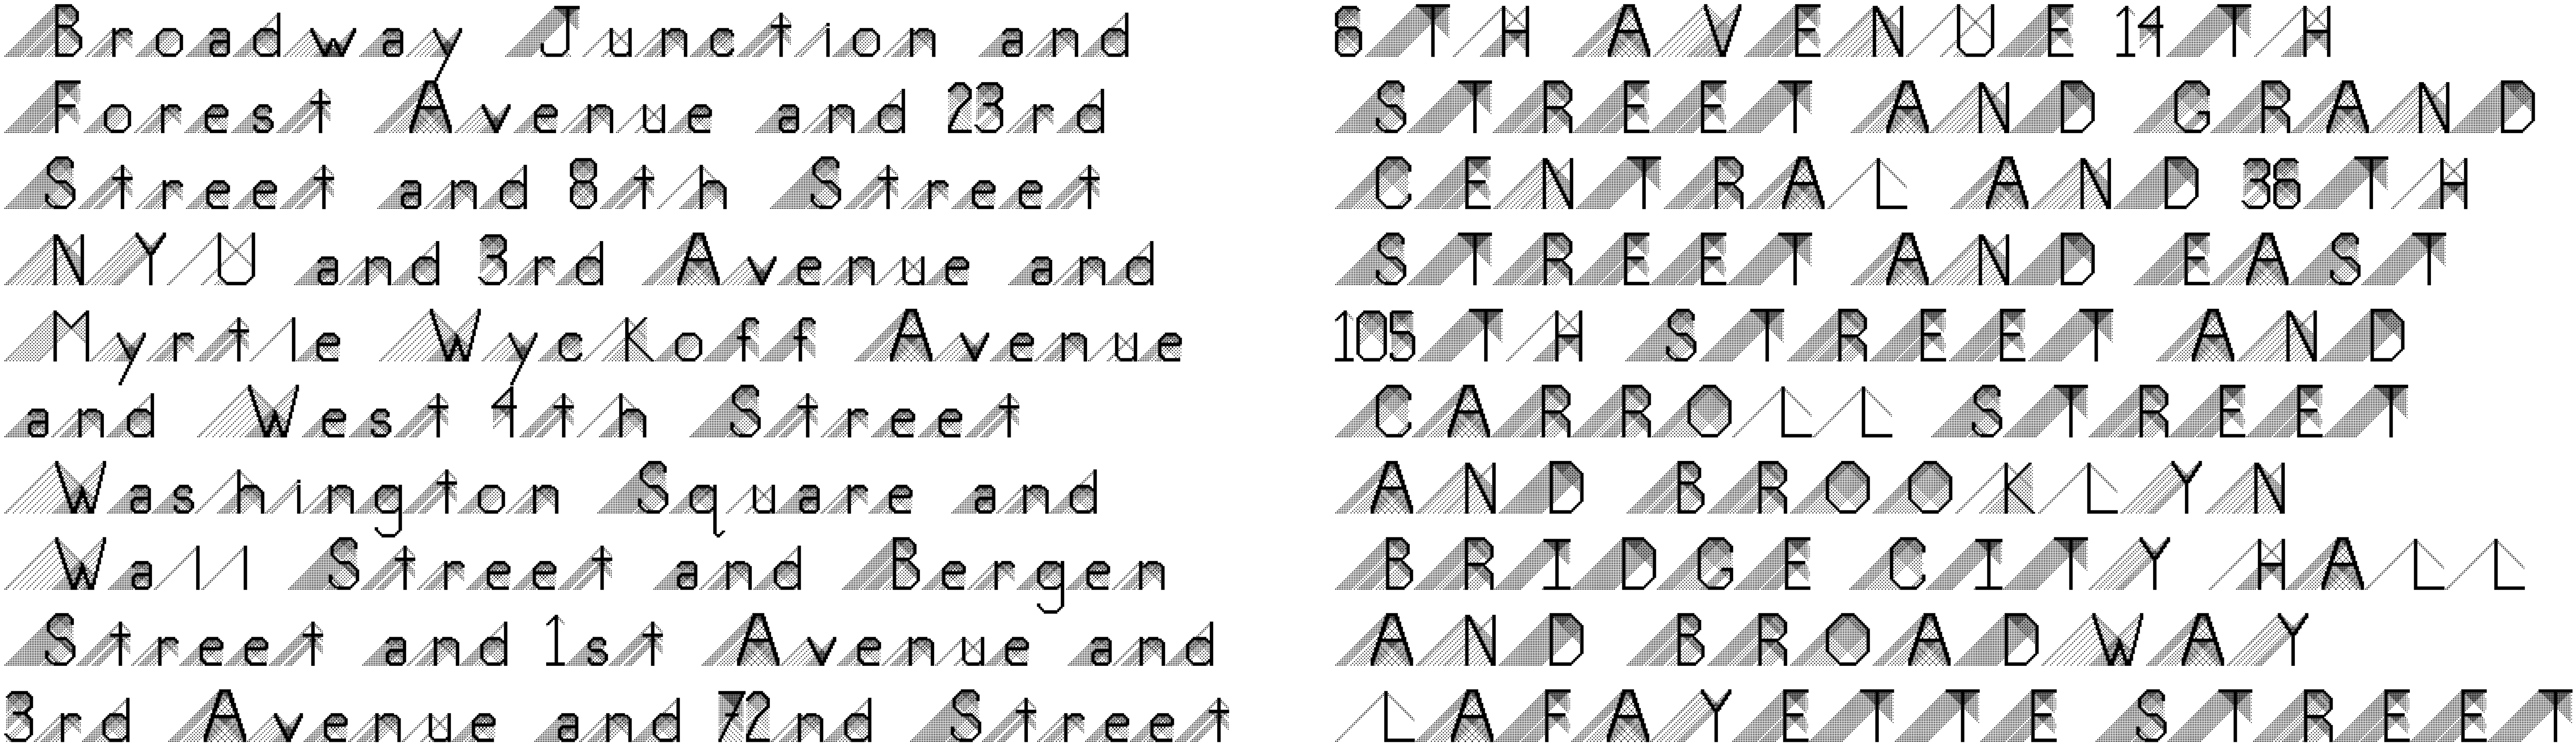 Broadway Junction and
Forest Avenue and 23rd
Street and 8th Street
NYU and 3rd Avenue and
Myrtle Wyckoff Avenue
and West 4th Street
Washington Square and
Wall Street and Bergen
Street and 1st Avenue and
3rd Avenue and 72nd Street
6TH AVENUE 14TH
STREET AND GRAND
CENTRAL AND 36TH
STREET AND EAST
105TH STREET AND
CARROLL STREET
AND BROOKLYN
BRIDGE CITY HALL
AND BROADWAY
LAFAYETTE STREET